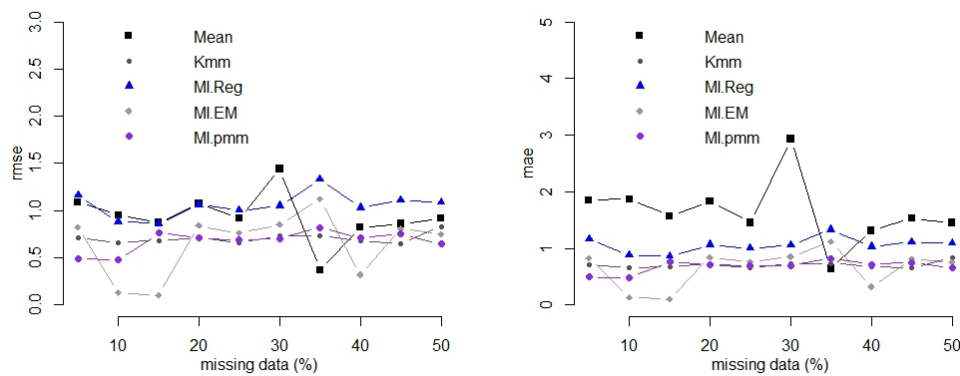 3.0
2.5
2.0
1.5
1.0
0.5
0.0
rmse
Mean
Kmm
MI.Reg
MI.EM
MI.pmm
10 20 30 40 50
missing data (%)
5
4
3
2
1
0
mae
Mean
Kmm
MI.Reg
MI.EM
MI.pmm
10 20 30 40 50
missing data (%)